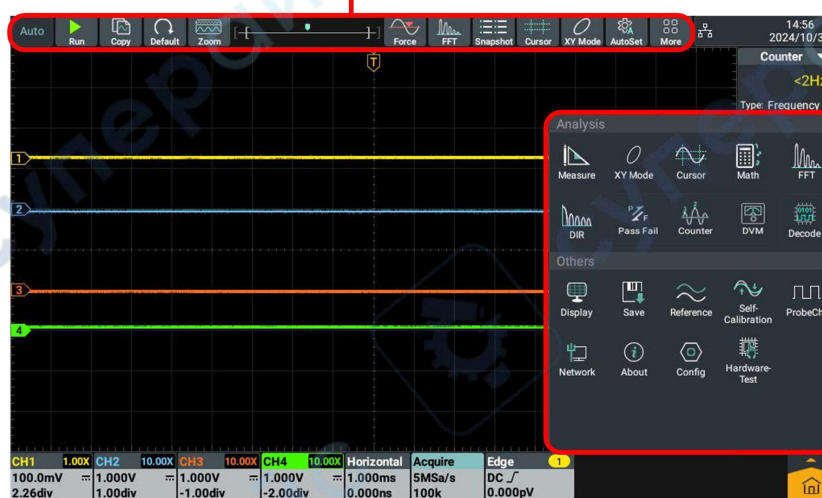 Auto Run Copy Default Zoom Force FFT Snapshot Cursor XY Mode AutoSet More
14:56
2024/10/3
T
Counter
<2Hz
Type: Frequency
Analysis
1
Measure XY Mode Cursor Math FFT
2
DIR Pass Fail Counter DVM Decode
Others
3
Display Save Reference Self-Calibration ProbeCh
4
Network About Config Hardware-Test
CH1 1.00X CH2 10.00X CH3 10.00X CH4 10.00X Horizontal Acquire Edge 1
100.0mV 1.000V 1.000V 1.000V 1.000ms 5MSa/s DC
2.26div 1.00div -1.00div -2.00div 0.000ns 100k 0.000pV